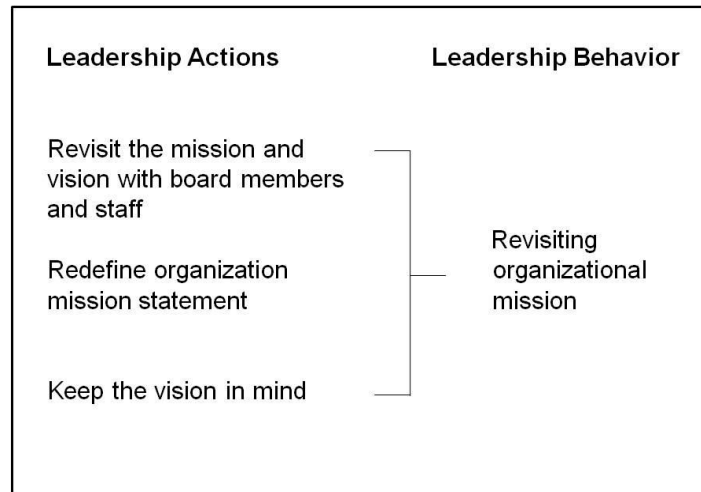 Leadership Actions
Leadership Behavior
Revisit the mission and
vision with board members
and staff
Redefine organization
mission statement
Keep the vision in mind
Revisiting
organizational
mission